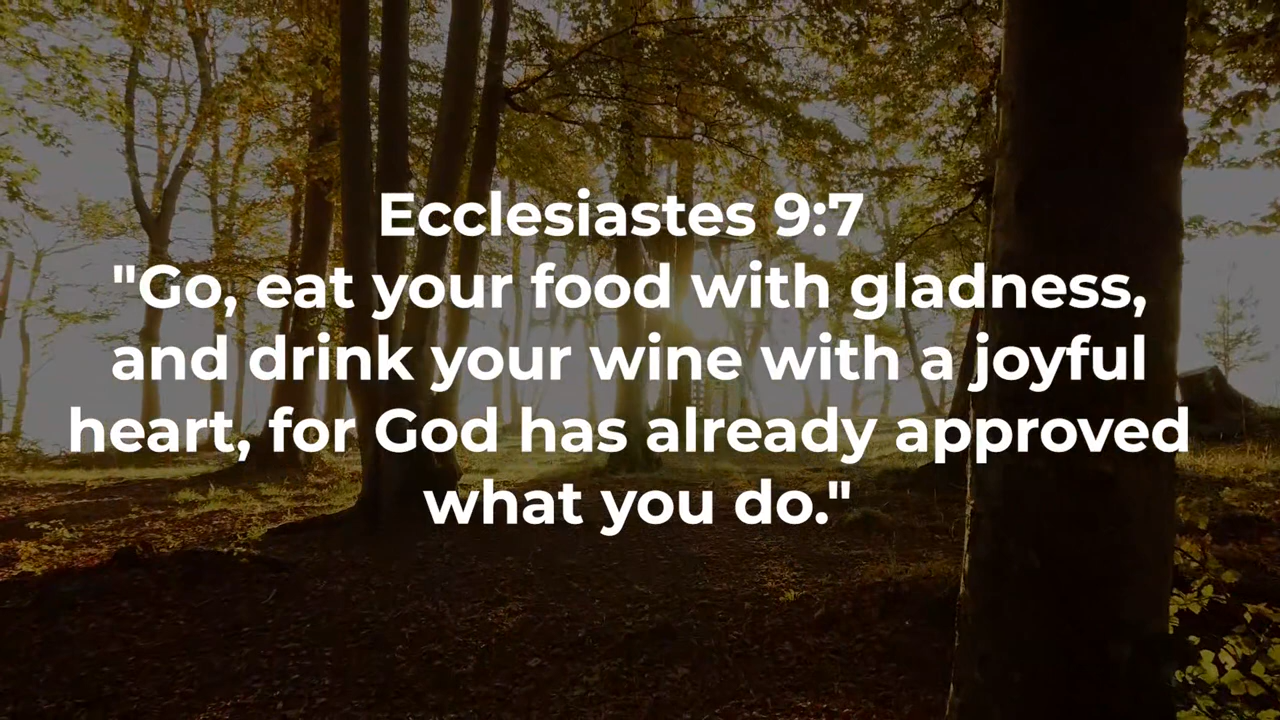 Ecclesiastes 9:7
"Go, eat your food with gladness,
and drink your wine with a joyful
heart, for God has already approved
what you do."